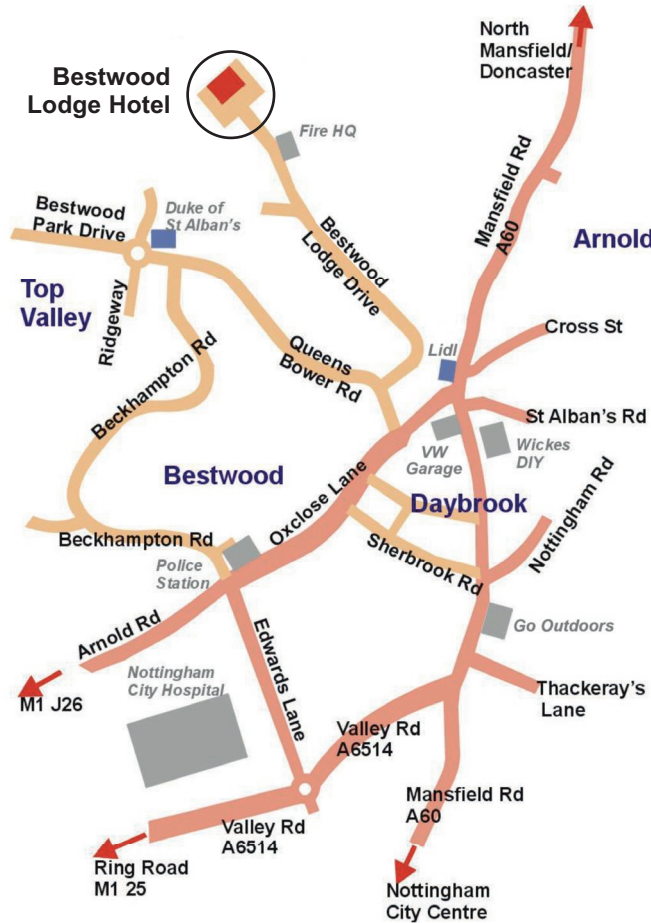 North
Mansfield/
Doncaster
Bestwood
Lodge Hotel
Fire HQ
Mansfield Rd
A60
Bestwood
Park Drive
Duke of
St Alban's
Bestwood
Lodge Drive
Arnold
Top
Valley
Ridgeway
Cross St
Lidl
Queens
Bower Rd
Beckhampton Rd
St Alban's Rd
VW
Garage
Wickes
DIY
Bestwood
Oxclose Lane
Daybrook
Nottingham Rd
Beckhampton Rd
Sherbrook Rd
Police
Station
Arnold Rd
Edwards Lane
Go Outdoors
Nottingham
City Hospital
M1 J26
Thackeray's
Lane
Valley Rd
A6514
Mansfield Rd
A60
Valley Rd
A6514
Ring Road
M1 25
Nottingham
City Centre